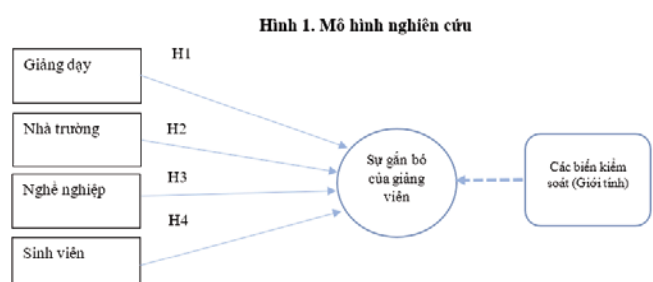 Hình 1. Mô hình nghiên cứu
H1
Giảng dạy
H2
Nhà trường
Sự gắn bó
của giảng
viên
Các biến kiểm
soát (Giới tính)
H3
Nghề nghiệp
H4
Sinh viên